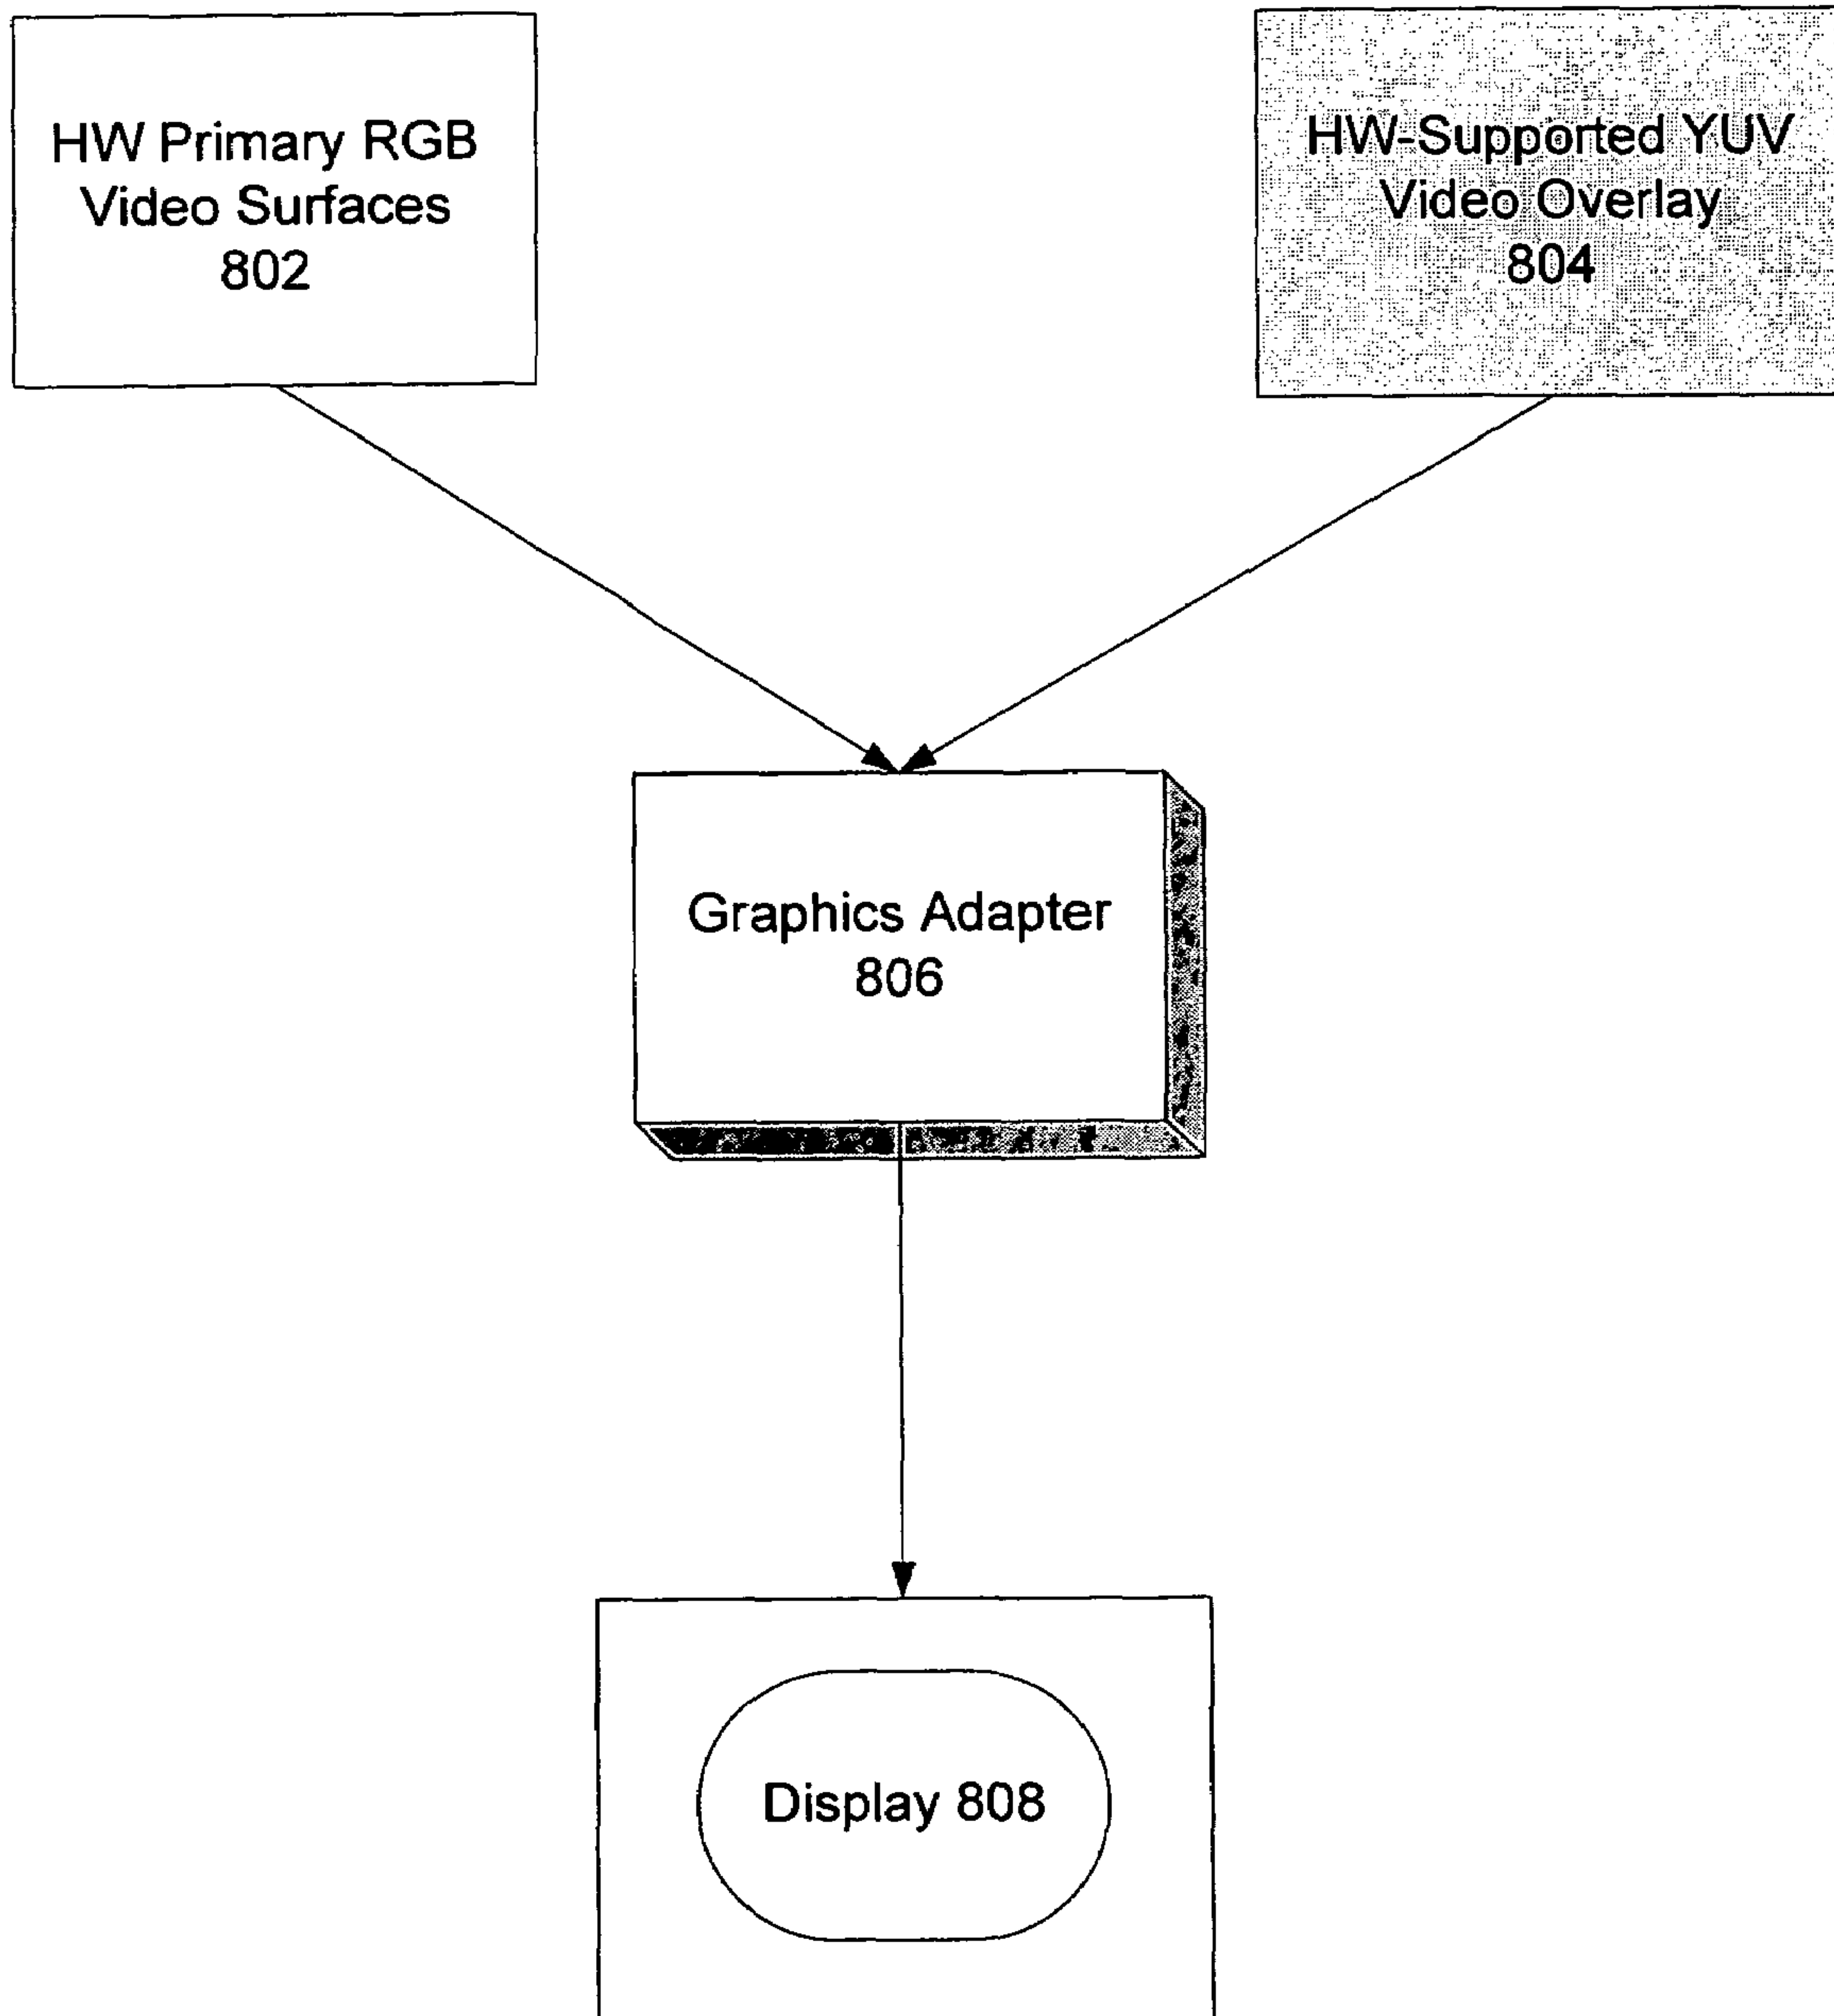 HW Primary RGB
Video Surfaces
802
HW-Supported YUV
Video Overlay
804
Graphics Adapter
806
Display 808